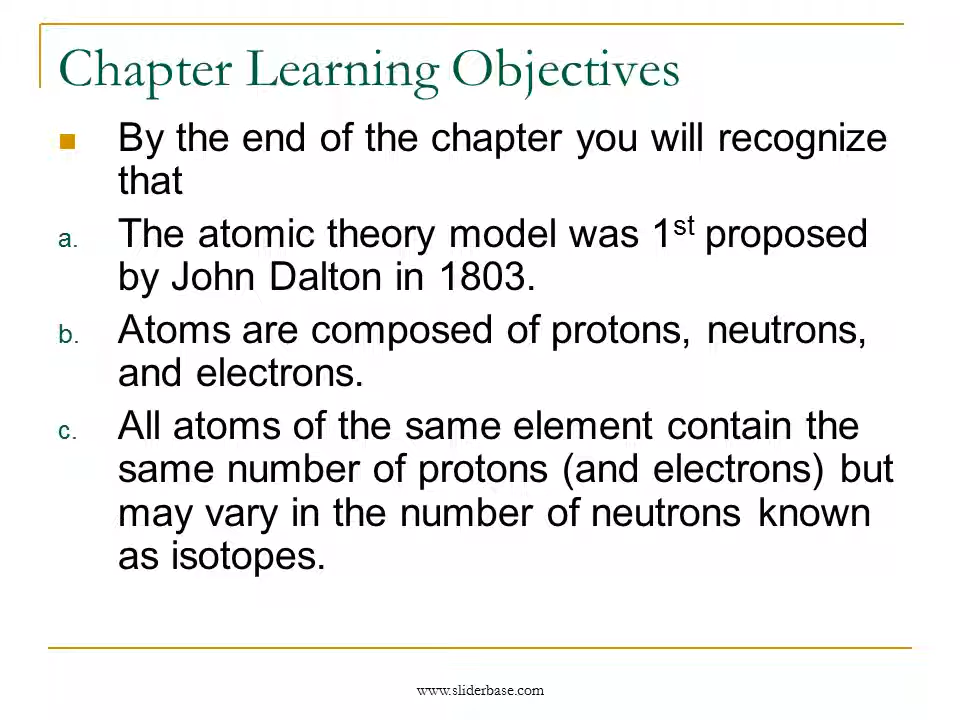 Chapter Learning Objectives
By the end of the chapter you will recognize
that
a. The atomic theory model was 1st proposed
by John Dalton in 1803.
b. Atoms are composed of protons, neutrons,
and electrons.
c. All atoms of the same element contain the
same number of protons (and electrons) but
may vary in the number of neutrons known
as isotopes.
www.sliderbase.com